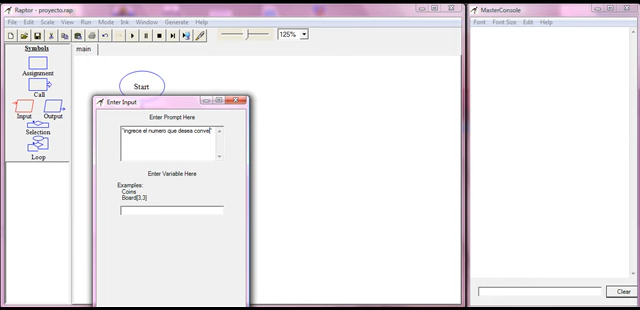 Raptor - proyecto.rap
File Edit Scale View Run Mode Ink Window Generate Help
125%
Symbols
main
Assignment
Call
Input Output
Selection
Loop
Start
Enter Input
Enter Prompt Here
"ingrece el numero que desea conve"
Enter Variable Here
Examples:
Coins
Board[3,3]
MasterConsole
Font Font Size Edit Help
Clear